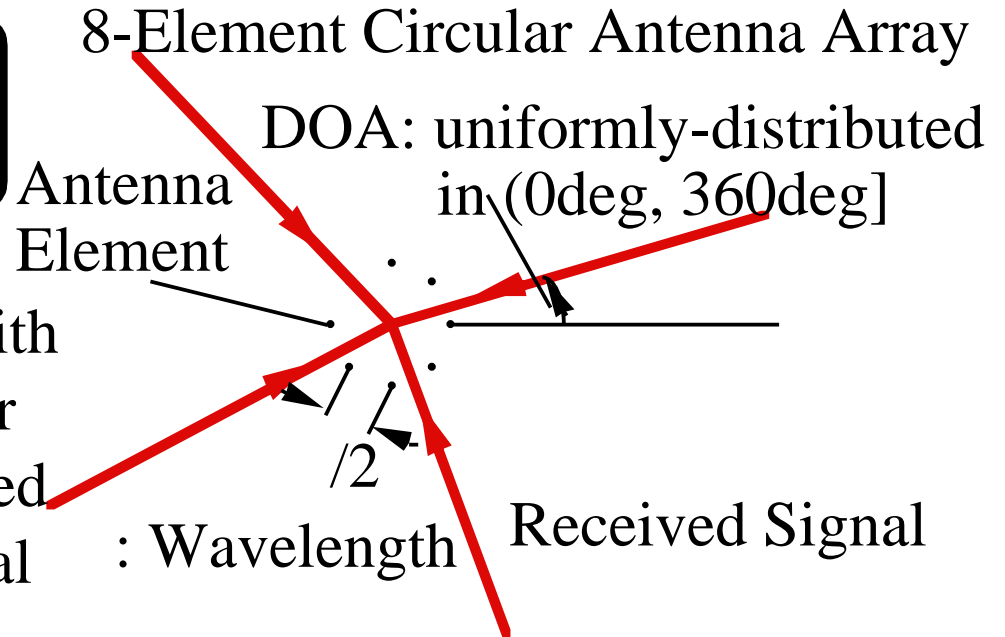 8-Element Circular Antenna Array
DOA: uniformly-distributed
in (0deg, 360deg]
Antenna
Element
ith
r
ed
al
/2
: Wavelength
Received Signal